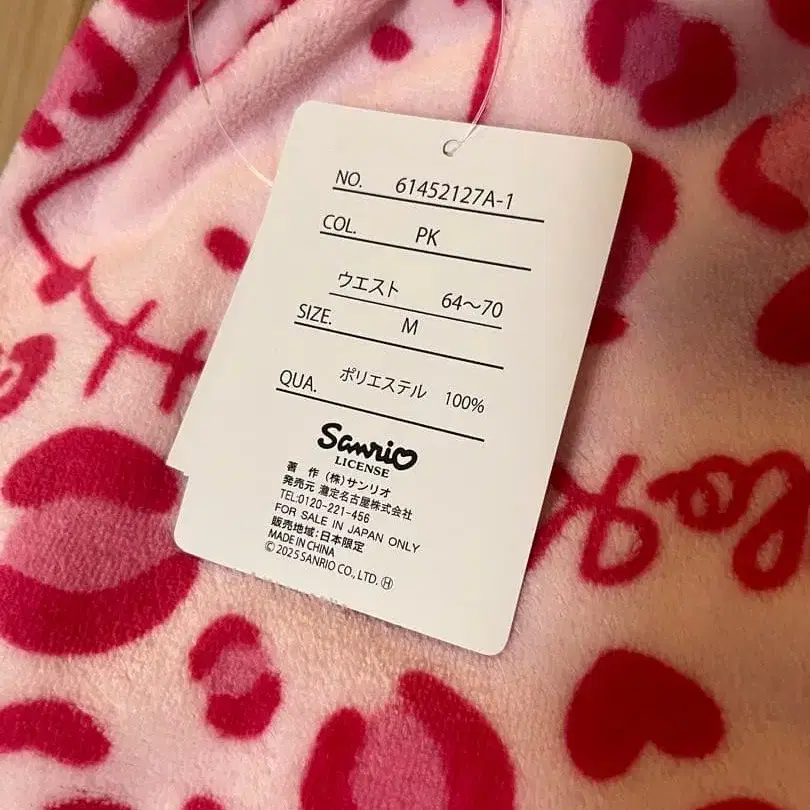 NO. 61452127A-1
COL. PK
ウエスト 64～70
SIZE. M
QUA. ポリエステル 100%
Sanrio
LICENSE
著 作 (株)サンリオ
発売元 瀧定名古屋株式会社
TEL:0120-221-456
FOR SALE IN JAPAN ONLY
販売地域:日本限定
MADE IN CHINA
©2025 SANRIO CO., LTD. Ⓗ